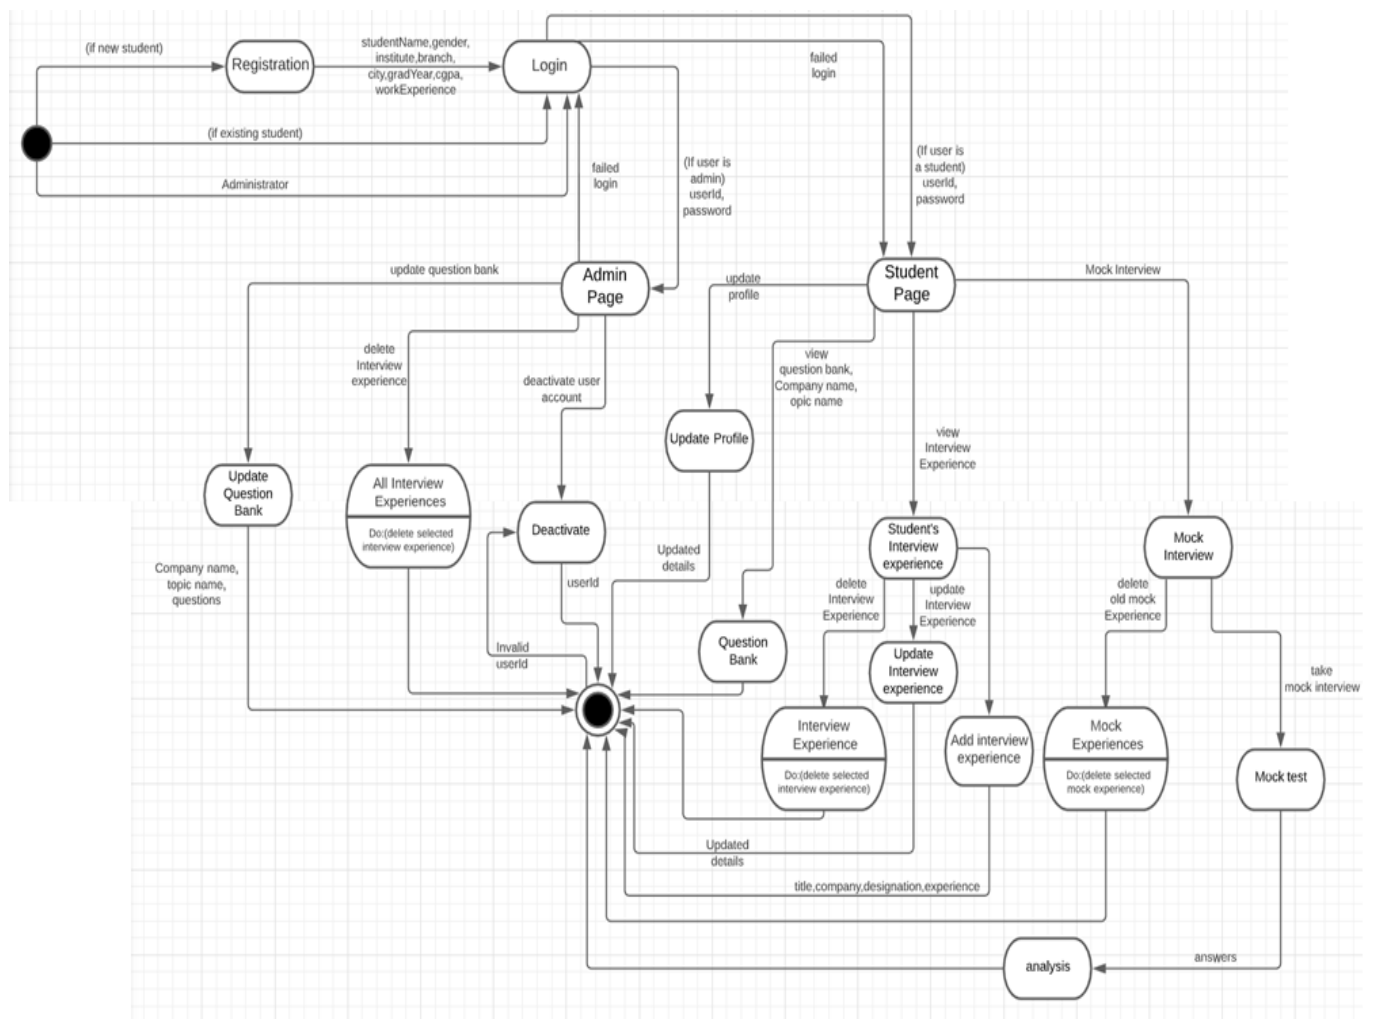 (if new student)
Registration
studentName,gender,
institute,branch,
city,gradYear,cgpa,
workExperience
Login
failed
login
(if existing student)
Administrator
failed
login
(If user is
admin)
userId,
password
(If user is
a student)
userId,
password
update question bank
Admin
Page
update
profile
Student
Page
Mock Interview
delete
Interview
experience
deactivate user
account
view
question bank,
Company name,
opic name
Update Profile
view
Interview
Experience
Update
Question
Bank
All Interview
Experiences
Do:(delete selected
interview experience)
Deactivate
Student's
Interview
experience
Mock
Interview
Company name,
topic name,
questions
userId
Updated
details
delete
Interview
Experience
update
Interview
Experience
delete
old mock
Experience
Invalid
userId
Question
Bank
Update
Interview
experience
take
mock interview
Interview
Experience
Do:(delete selected
interview experience)
Add interview
experience
Mock
Experiences
Do:(delete selected
mock experience)
Mock test
Updated
details
title,company,designation,experience
analysis
answers